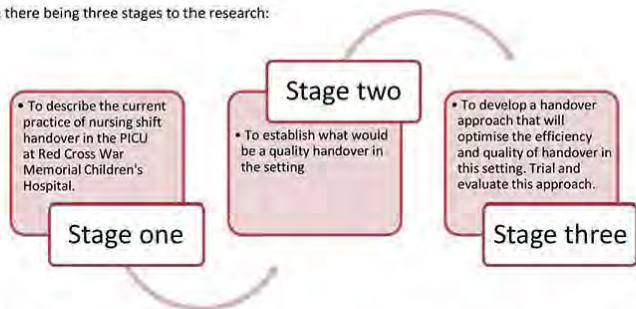 there being three stages to the research:
• To describe the current
practice of nursing shift
handover in the PICU
at Red Cross War
Memorial Children's
Hospital.
Stage one
Stage two
• To establish what would
be a quality handover in
the setting
• To develop a handover
approach that will
optimise the efficiency
and quality of handover in
this setting. Trial and
evaluate this approach.
Stage three